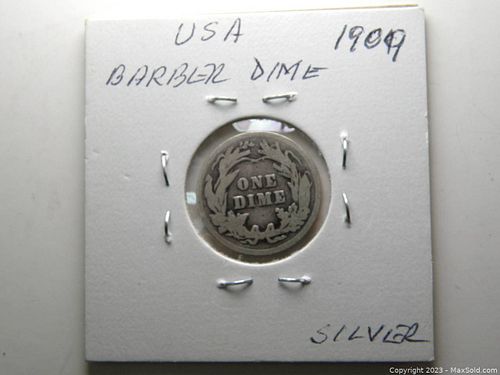 USA 1909
BARBER DIME
ONE
DIME
SILVER
Copyright 2023 - MaxSold.com